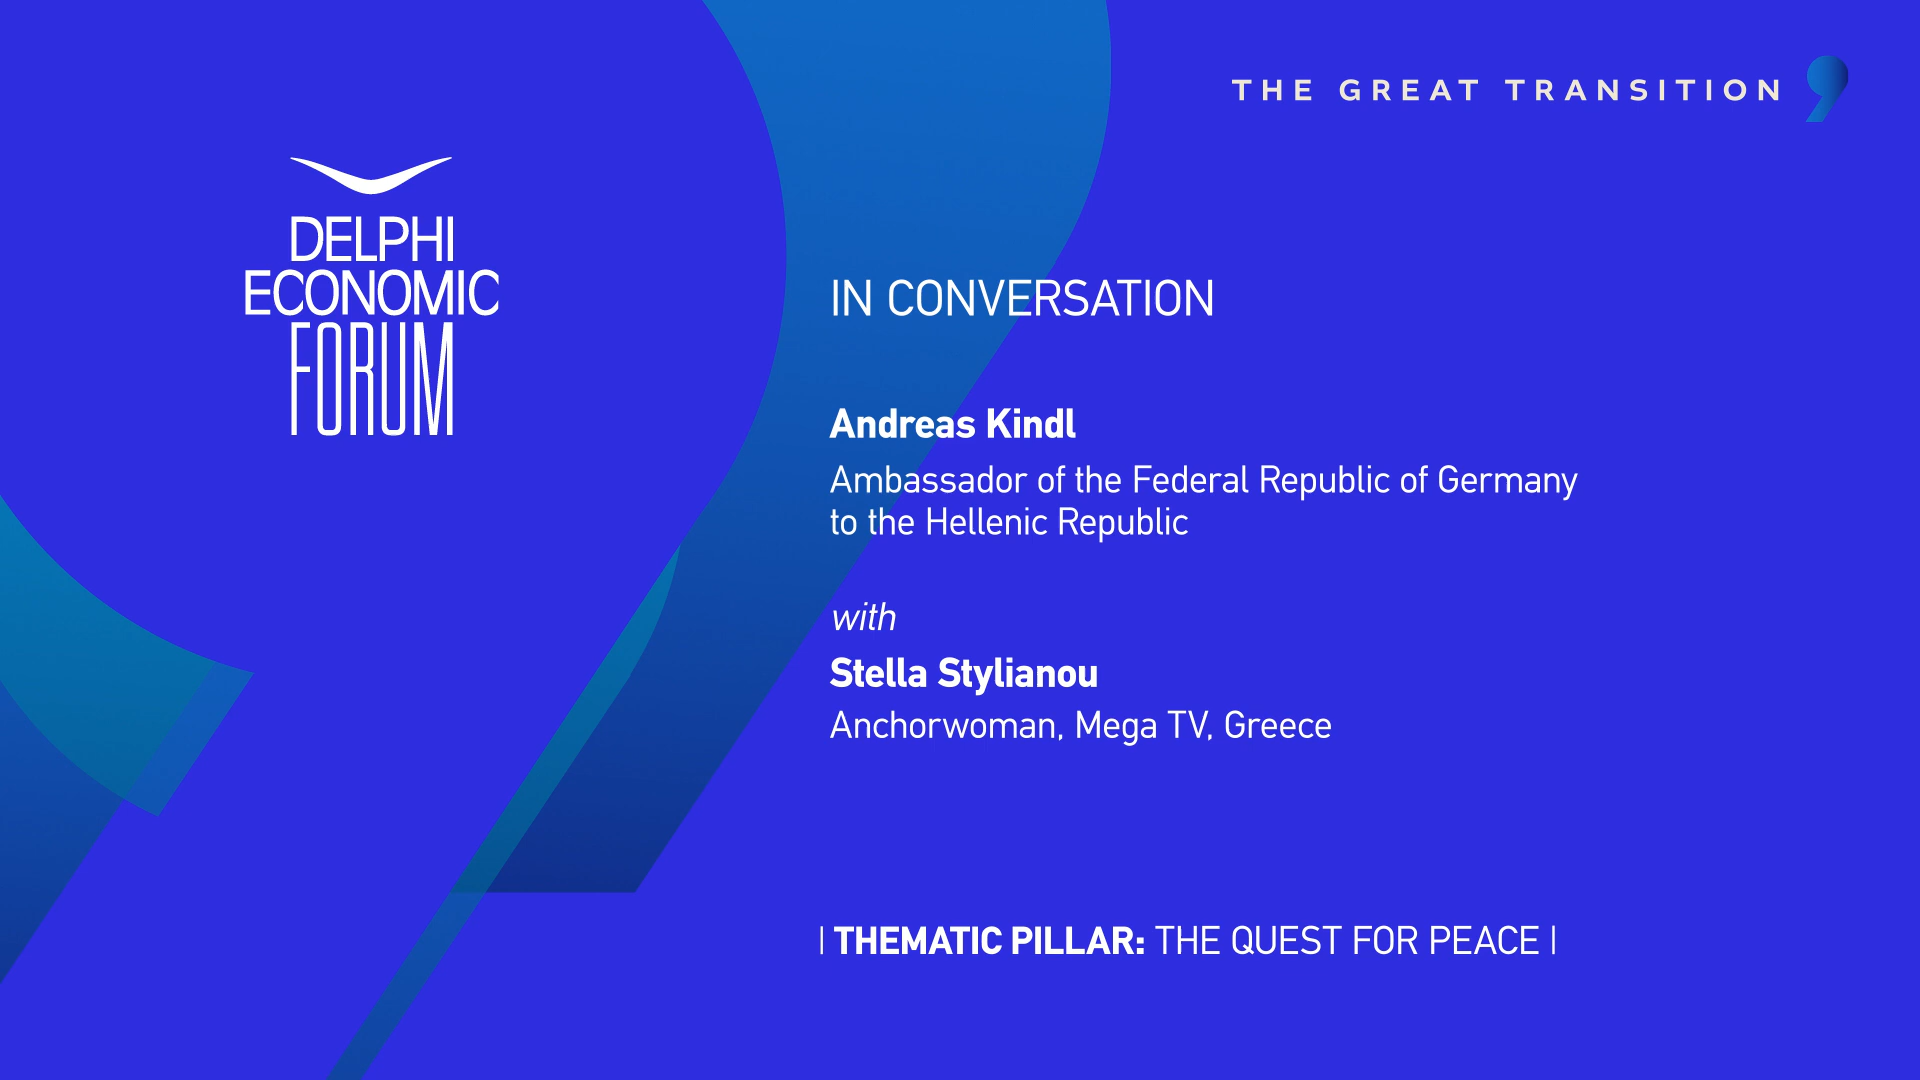 THE GREAT TRANSITION
DELPHI
ECONOMIC
FORUM
IN CONVERSATION
Andreas Kindl
Ambassador of the Federal Republic of Germany
to the Hellenic Republic
with
Stella Stylianou
Anchorwoman, Mega TV, Greece
| THEMATIC PILLAR: THE QUEST FOR PEACE |